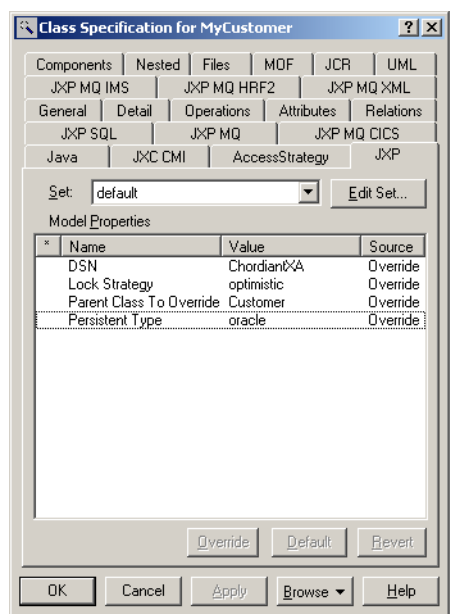 Class Specification for MyCustomer
Components Nested Files MOF JCR UML
JXP MQ IMS JXP MQ HRF2 JXP MQ XML
General Detail Operations Attributes Relations
JXP SQL JXP MQ JXP MQ CICS
Java JXC CMI AccessStrategy JXP
Set: default Edit Set...
Model Properties
* Name Value Source
DSN ChordiantXA Override
Lock Strategy optimistic Override
Parent Class To Override Customer Override
Persistent Type oracle Override
Override Default Revert
OK Cancel Apply Browse Help